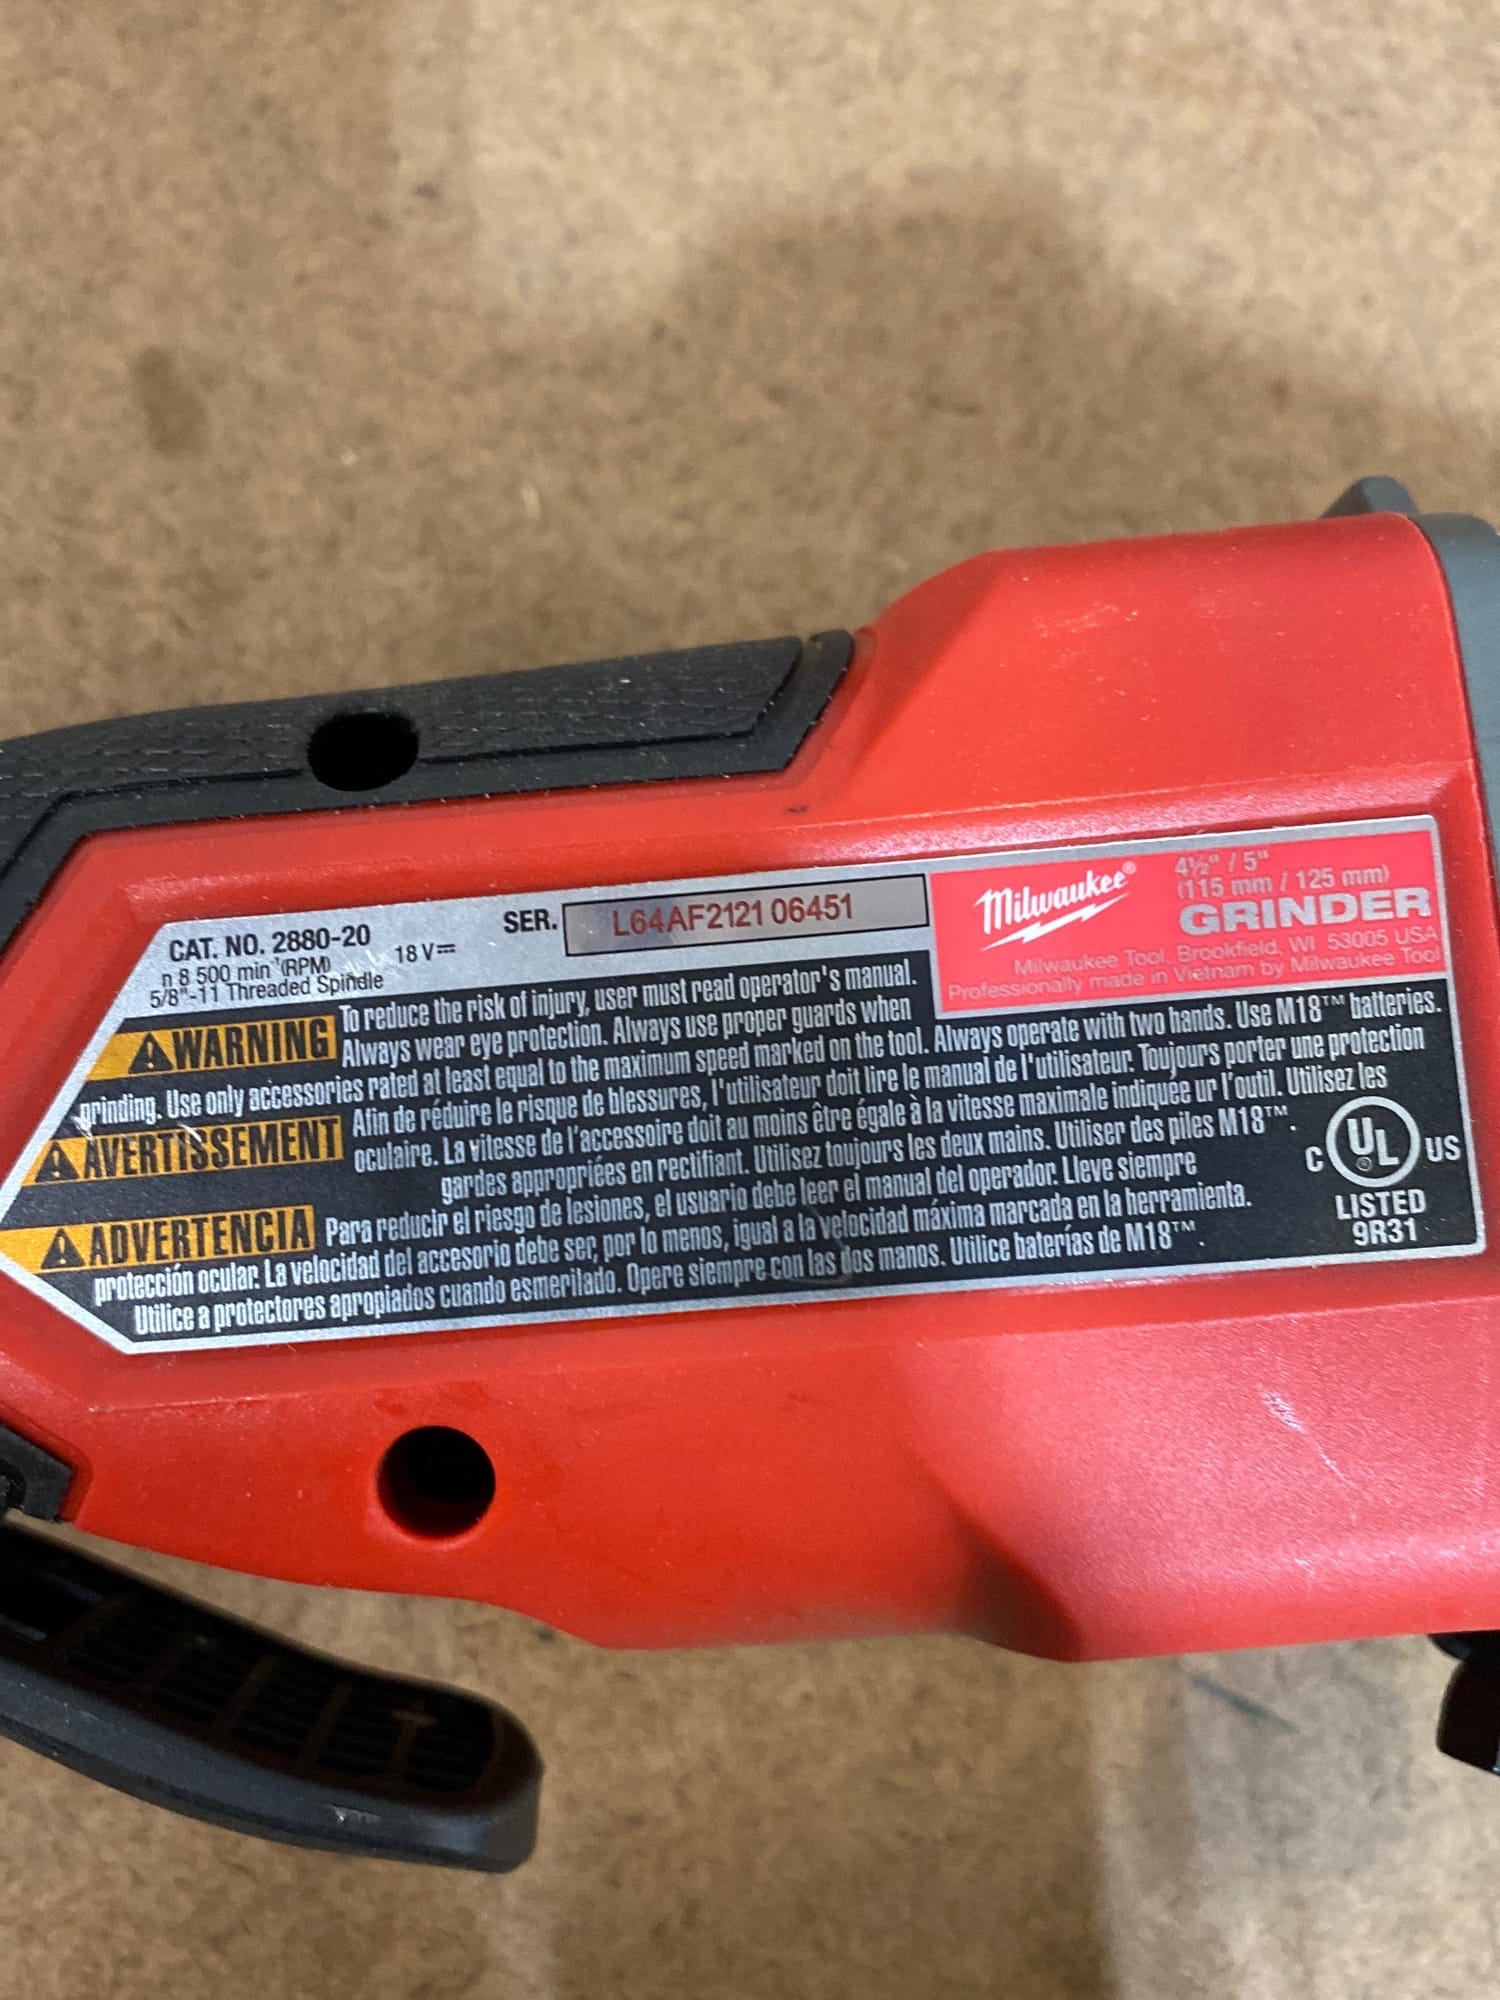 CAT. NO. 2880-20
n 8 500 min⁻¹(RPM) 18 V⎓
5/8"-11 Threaded Spindle
SER. L64AF2121 06451
Milwaukee®
4½" / 5"
(115 mm / 125 mm)
GRINDER
Milwaukee Tool, Brookfield, WI 53005 USA
Professionally made in Vietnam by Milwaukee Tool
WARNING To reduce the risk of injury, user must read operator's manual.
Always wear eye protection. Always use proper guards when
grinding. Use only accessories rated at least equal to the maximum speed marked on the tool. Always operate with two hands. Use M18™ batteries.
AVERTISSEMENT Afin de réduire le risque de blessures, l'utilisateur doit lire le manuel de l'utilisateur. Toujours porter une protection
oculaire. La vitesse de l'accessoire doit au moins être égale à la vitesse maximale indiquée ur l'outil. Utilisez les
gardes appropriées en rectifiant. Utilisez toujours les deux mains. Utiliser des piles M18™.
ADVERTENCIA Para reducir el riesgo de lesiones, el usuario debe leer el manual del operador. Lleve siempre
protección ocular. La velocidad del accesorio debe ser, por lo menos, igual a la velocidad máxima marcada en la herramienta.
Utilice a protectores apropiados cuando esmerilado. Opere siempre con las dos manos. Utilice baterías de M18™.
C UL US
LISTED
9R31